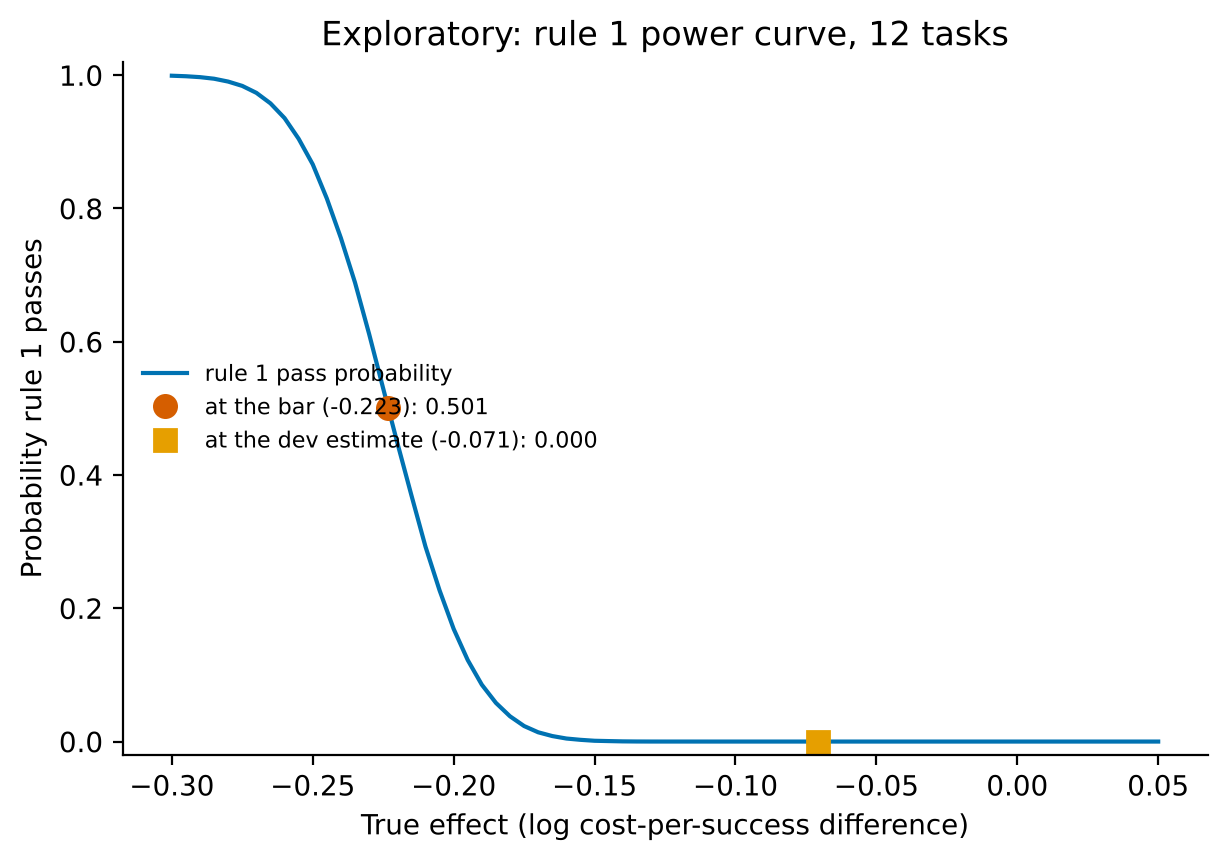 Exploratory: rule 1 power curve, 12 tasks
Probability rule 1 passes
1.0
0.8
0.6
0.4
0.2
0.0
rule 1 pass probability
at the bar (-0.223): 0.501
at the dev estimate (-0.071): 0.000
−0.30 −0.25 −0.20 −0.15 −0.10 −0.05 0.00 0.05
True effect (log cost-per-success difference)